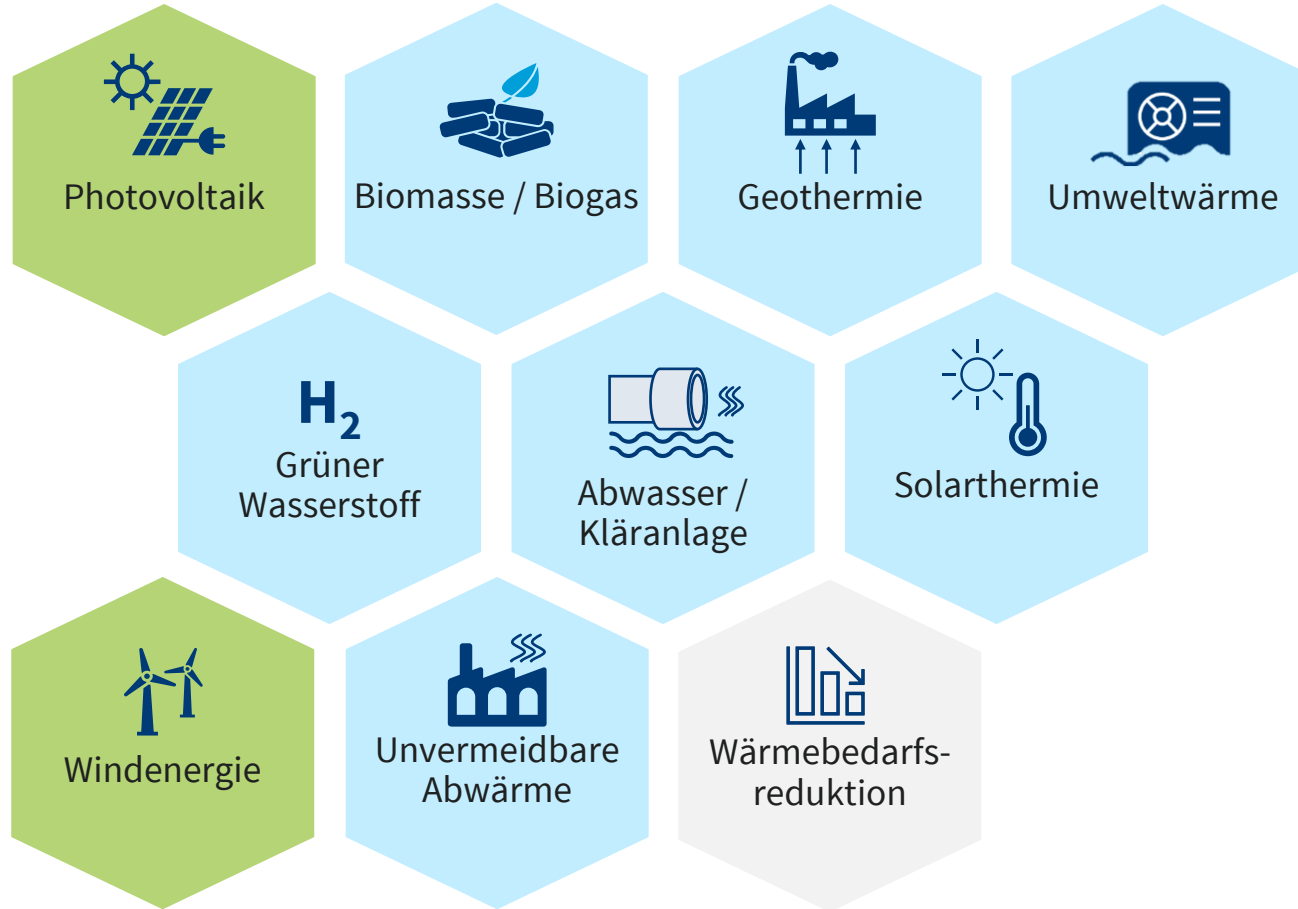 Photovoltaik
Biomasse / Biogas
Geothermie
Umweltwärme
H₂
Grüner
Wasserstoff
Abwasser /
Kläranlage
Solarthermie
Windenergie
Unvermeidbare
Abwärme
Wärmebedarfs-
reduktion